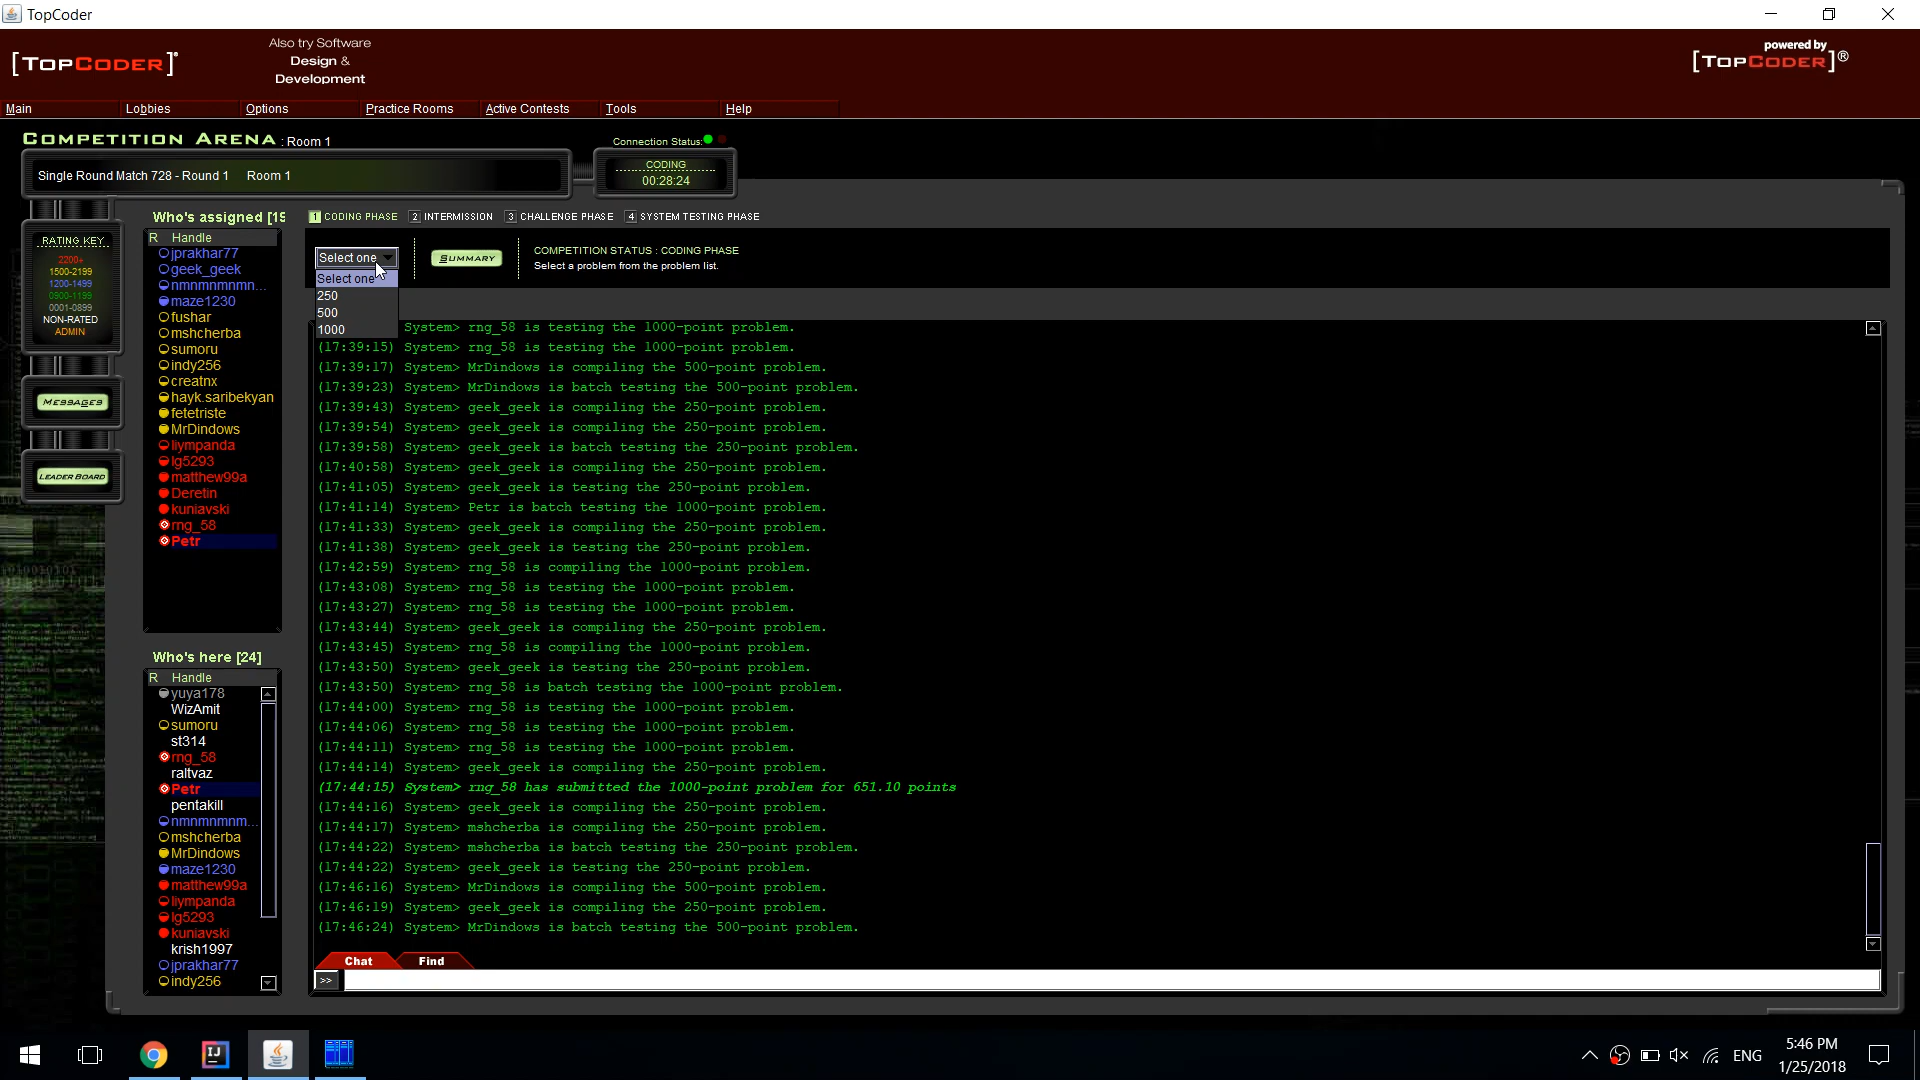 TopCoder
[TOPCODER]
Also try Software
Design &
Development
powered by
[TOPCODER]®
Main
Lobbies
Options
Practice Rooms
Active Contests
Tools
Help
COMPETITION ARENA : Room 1
Connection Status:
Single Round Match 728 - Round 1 Room 1
CODING
00:28:24
RATING KEY
2200+
1500-2199
1200-1499
0900-1199
0001-0899
NON-RATED
ADMIN
MESSAGES
LEADER BOARD
Who's assigned [19
R Handle
jprakhar77
geek_geek
nmnmnmnmn...
maze1230
fushar
mshcherba
sumoru
indy256
creatnx
hayk.saribekyan
fetetriste
MrDindows
liympanda
lg5293
matthew99a
Deretin
kuniavski
rng_58
Petr
Who's here [24]
R Handle
yuya178
WizAmit
sumoru
st314
rng_58
raltvaz
Petr
pentakill
nmnmnmnm...
mshcherba
MrDindows
maze1230
matthew99a
liympanda
lg5293
kuniavski
krish1997
jprakhar77
indy256
1 CODING PHASE 2 INTERMISSION 3 CHALLENGE PHASE 4 SYSTEM TESTING PHASE
Select one
Select one
250
500
1000
SUMMARY
COMPETITION STATUS : CODING PHASE
Select a problem from the problem list.
System> rng_58 is testing the 1000-point problem.
(17:39:15) System> rng_58 is testing the 1000-point problem.
(17:39:17) System> MrDindows is compiling the 500-point problem.
(17:39:23) System> MrDindows is batch testing the 500-point problem.
(17:39:43) System> geek_geek is compiling the 250-point problem.
(17:39:54) System> geek_geek is compiling the 250-point problem.
(17:39:58) System> geek_geek is batch testing the 250-point problem.
(17:40:58) System> geek_geek is compiling the 250-point problem.
(17:41:05) System> geek_geek is testing the 250-point problem.
(17:41:14) System> Petr is batch testing the 1000-point problem.
(17:41:33) System> geek_geek is compiling the 250-point problem.
(17:41:38) System> geek_geek is testing the 250-point problem.
(17:42:59) System> rng_58 is compiling the 1000-point problem.
(17:43:08) System> rng_58 is testing the 1000-point problem.
(17:43:27) System> rng_58 is testing the 1000-point problem.
(17:43:44) System> geek_geek is compiling the 250-point problem.
(17:43:45) System> rng_58 is compiling the 1000-point problem.
(17:43:50) System> geek_geek is testing the 250-point problem.
(17:43:50) System> rng_58 is batch testing the 1000-point problem.
(17:44:00) System> rng_58 is testing the 1000-point problem.
(17:44:06) System> rng_58 is testing the 1000-point problem.
(17:44:11) System> rng_58 is testing the 1000-point problem.
(17:44:14) System> geek_geek is compiling the 250-point problem.
(17:44:15) System> rng_58 has submitted the 1000-point problem for 651.10 points
(17:44:16) System> geek_geek is compiling the 250-point problem.
(17:44:17) System> mshcherba is compiling the 250-point problem.
(17:44:22) System> mshcherba is batch testing the 250-point problem.
(17:44:22) System> geek_geek is testing the 250-point problem.
(17:46:16) System> MrDindows is compiling the 500-point problem.
(17:46:19) System> geek_geek is compiling the 250-point problem.
(17:46:24) System> MrDindows is batch testing the 500-point problem.
Chat
Find
>>
IJ
ENG
5:46 PM
1/25/2018